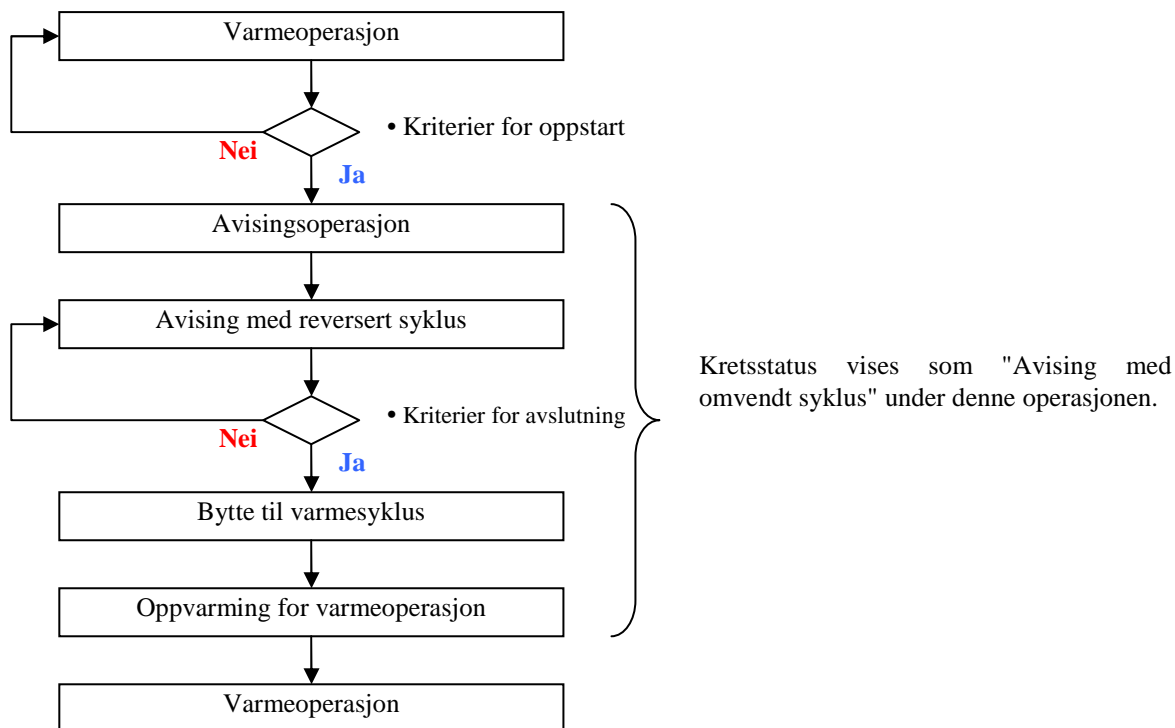 Varmeoperasjon
• Kriterier for oppstart
Nei
Ja
Avisingsoperasjon
Avising med reversert syklus
Kretsstatus vises som "Avising med
omvendt syklus" under denne operasjonen.
• Kriterier for avslutning
Nei
Ja
Bytte til varmesyklus
Oppvarming for varmeoperasjon
Varmeoperasjon